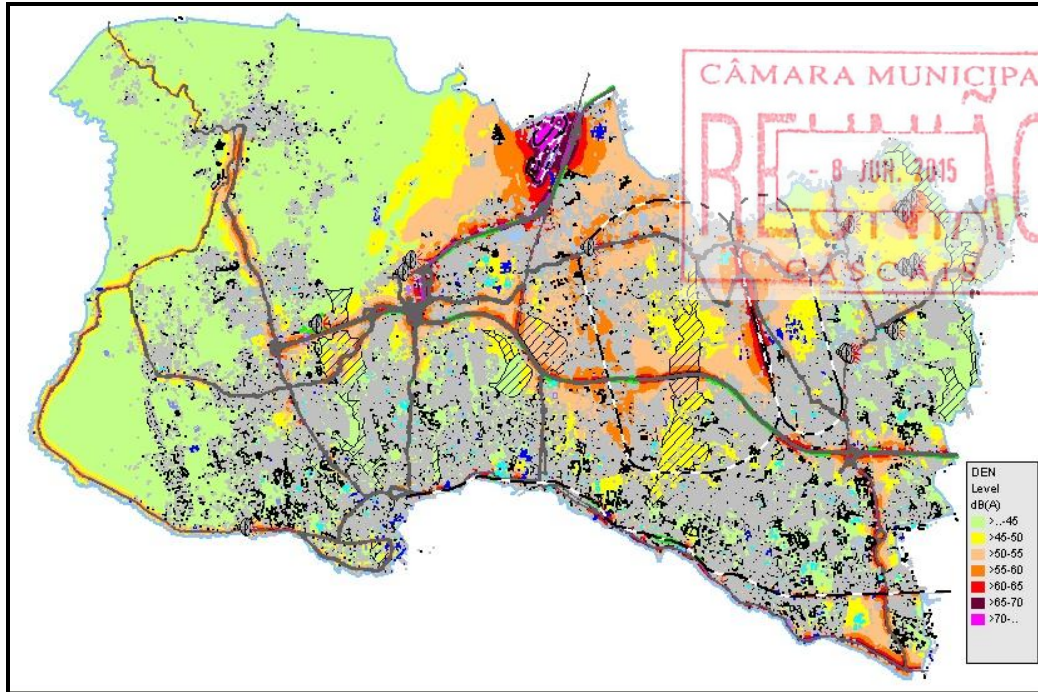 CÂMARA MUNICIPA
REUNIÃO
- 8 JUN. 2015
CASCAIS
DEN
Level
dB(A)
>..-45
>45-50
>50-55
>55-60
>60-65
>65-70
>70-..